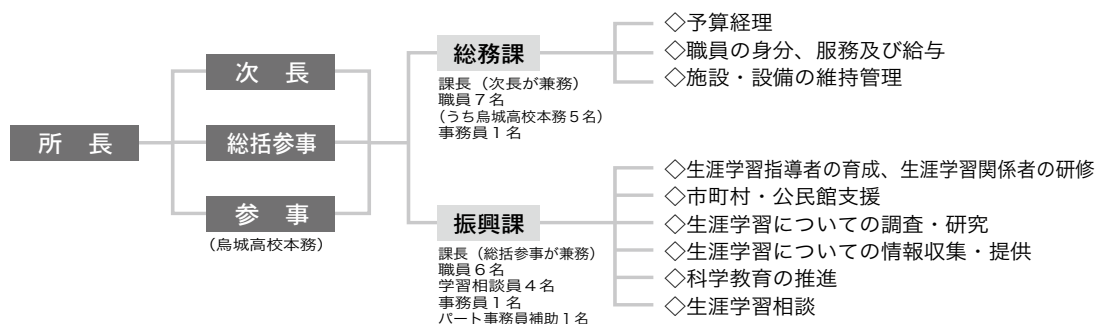 所　長
次　長
総括参事
参　事
(烏城高校本務)
総務課
課長（次長が兼務）
職員７名
(うち烏城高校本務５名)
事務員１名
◇予算経理
◇職員の身分、服務及び給与
◇施設・設備の維持管理
振興課
課長（総括参事が兼務）
職員６名
学習相談員４名
事務員１名
パート事務員補助１名
◇生涯学習指導者の育成、生涯学習関係者の研修
◇市町村・公民館支援
◇生涯学習についての調査・研究
◇生涯学習についての情報収集・提供
◇科学教育の推進
◇生涯学習相談